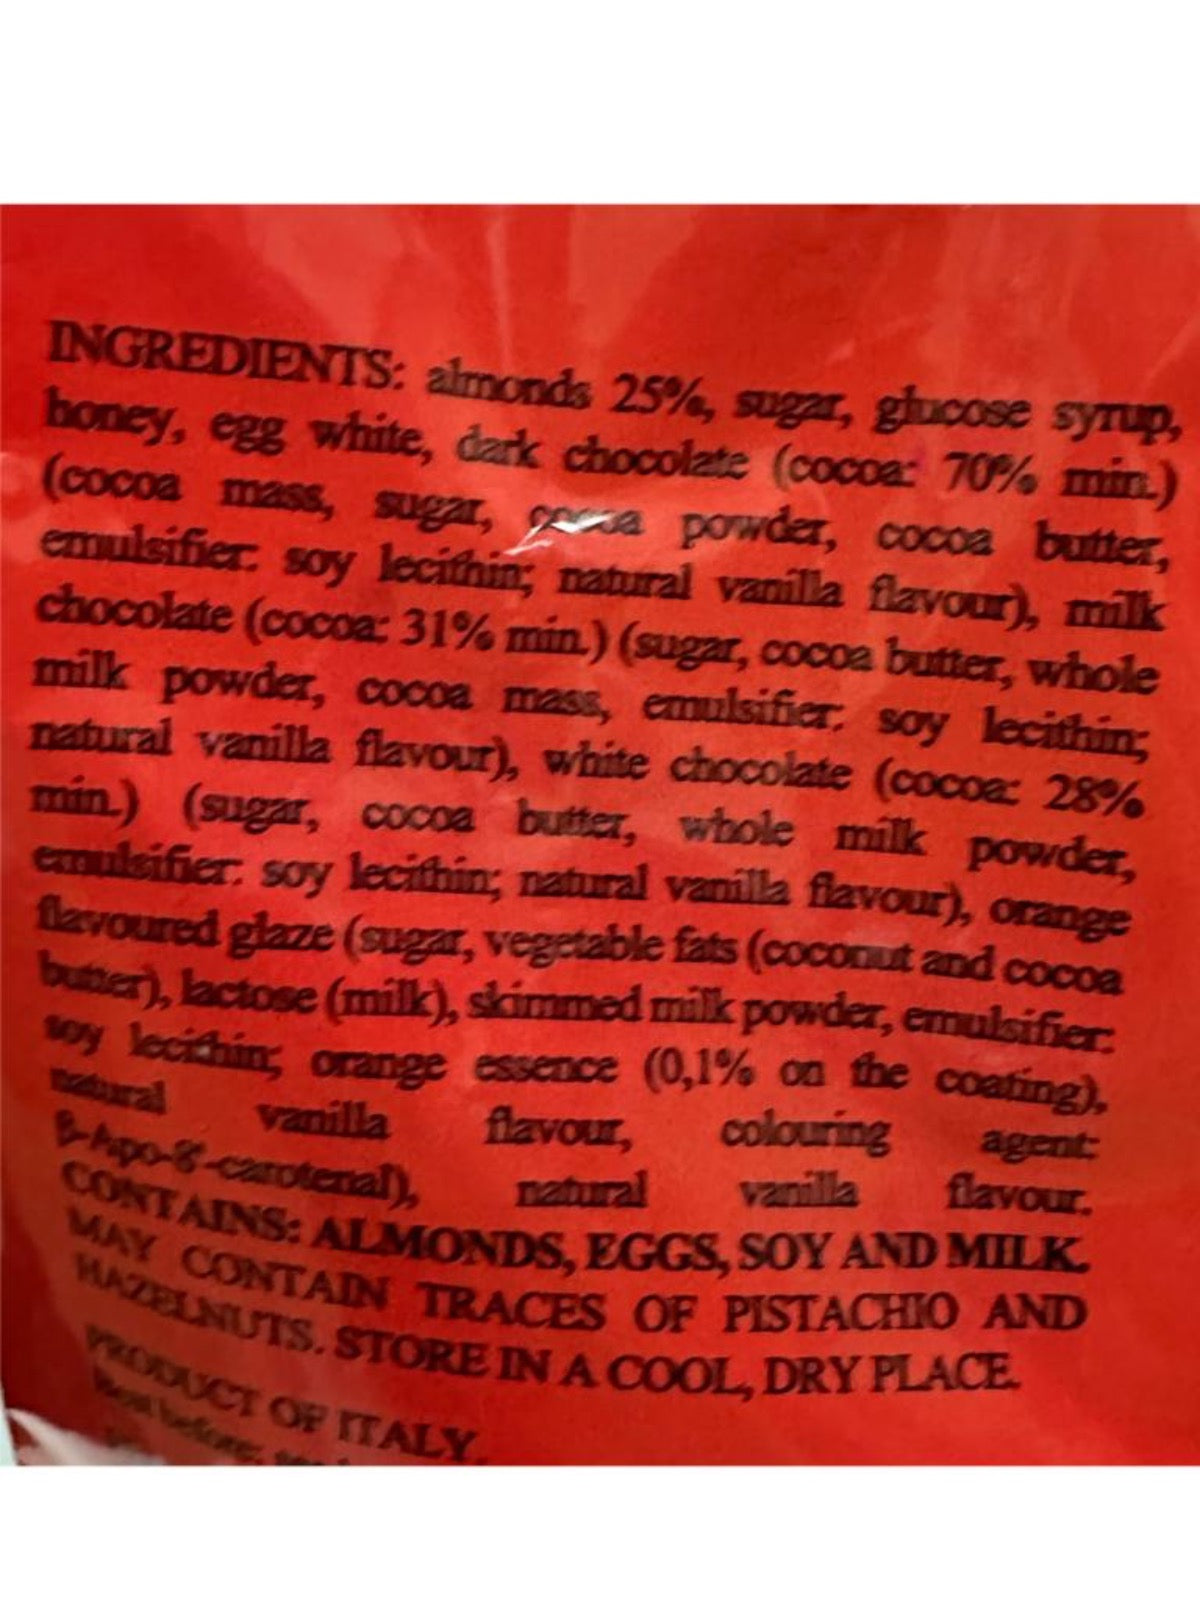 INGREDIENTS: almonds 25%, sugar, glucose syrup,
honey, egg white, dark chocolate (cocoa: 70% min.)
(cocoa mass, sugar, cocoa powder, cocoa butter,
emulsifier: soy lecithin; natural vanilla flavour), milk
chocolate (cocoa: 31% min.) (sugar, cocoa butter, whole
milk powder, cocoa mass, emulsifier: soy lecithin;
natural vanilla flavour), white chocolate (cocoa: 28%
min.) (sugar, cocoa butter, whole milk powder,
emulsifier: soy lecithin; natural vanilla flavour), orange
flavoured glaze (sugar, vegetable fats (coconut and cocoa
butter), lactose (milk), skimmed milk powder, emulsifier:
soy lecithin; orange essence (0,1% on the coating),
natural vanilla flavour, colouring agent:
β-Apo-8'-carotenal), natural vanilla flavour.
CONTAINS: ALMONDS, EGGS, SOY AND MILK.
MAY CONTAIN TRACES OF PISTACHIO AND
HAZELNUTS. STORE IN A COOL, DRY PLACE.
PRODUCT OF ITALY
Best before: